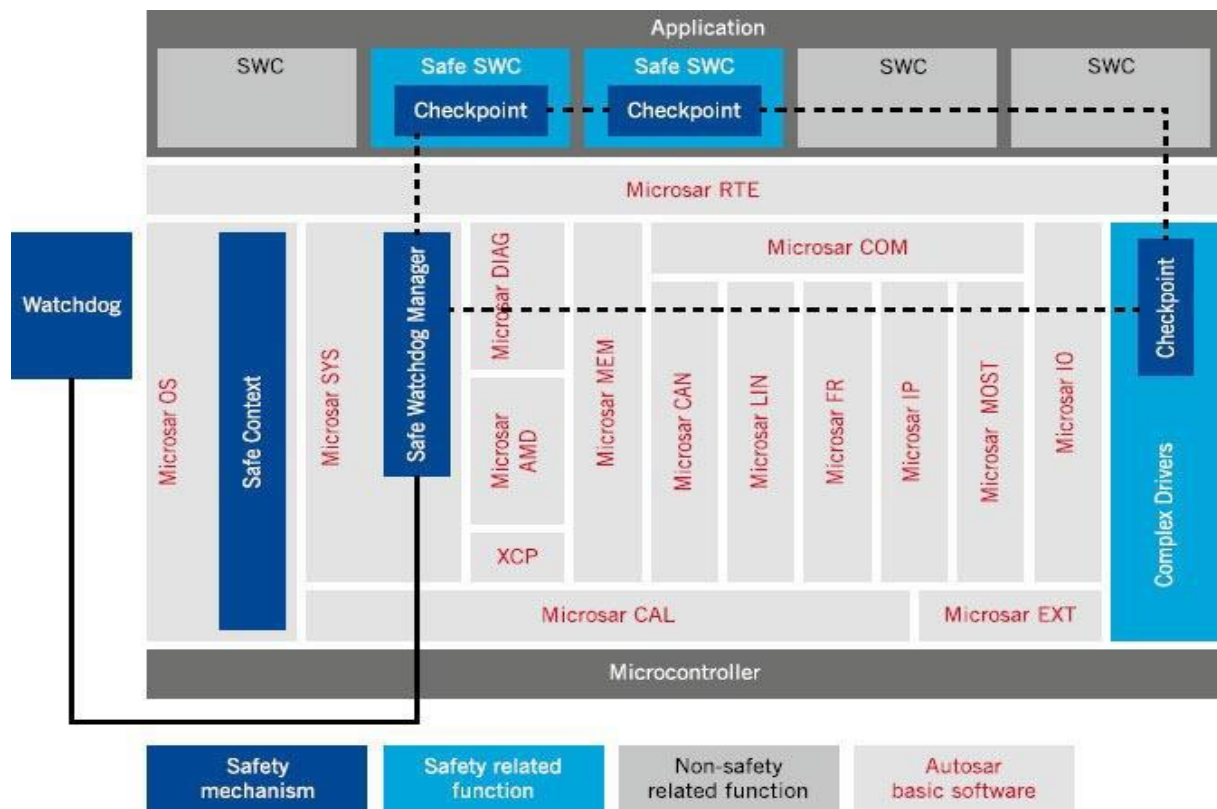 Application
SWC
Safe SWC
Safe SWC
SWC
SWC
Checkpoint
Checkpoint
Microsar RTE
Watchdog
Microsar OS
Safe Context
Microsar SYS
Safe Watchdog Manager
Microsar DIAG
Microsar
AMD
XCP
Microsar MEM
Microsar COM
Microsar CAN
Microsar LIN
Microsar FR
Microsar IP
Microsar MOST
Microsar IO
Checkpoint
Complex Drivers
Microsar CAL
Microsar EXT
Microcontroller
Safety
mechanism
Safety related
function
Non-safety
related function
Autosar
basic software